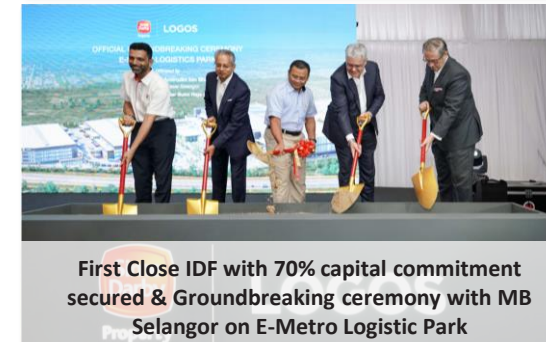 LOGOS
OFFICIAL GROUNDBREAKING CEREMONY
E-METRO LOGISTICS PARK
First Close IDF with 70% capital commitment
secured & Groundbreaking ceremony with MB
Selangor on E-Metro Logistic Park
Darby
LOGOS
Property